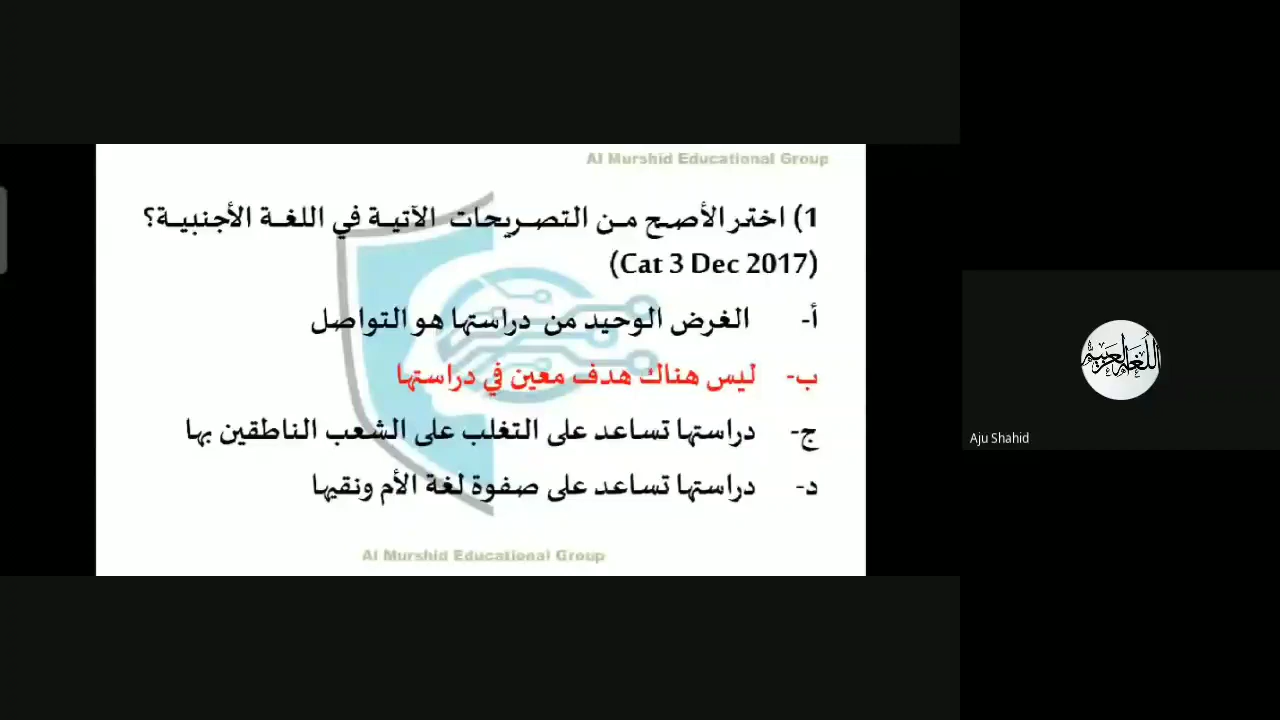 Al Murshid Educational Group
1) اختر الأصح من التصريحات الآتية في اللغة الأجنبية؟
(Cat 3 Dec 2017)
أ- الغرض الوحيد من دراستها هو التواصل
ب- ليس هناك هدف معين في دراستها
ج- دراستها تساعد على التغلب على الشعب الناطقين بها
د- دراستها تساعد على صفوة لغة الأم ونقيها
Al Murshid Educational Group
اللغة العربية
Aju Shahid